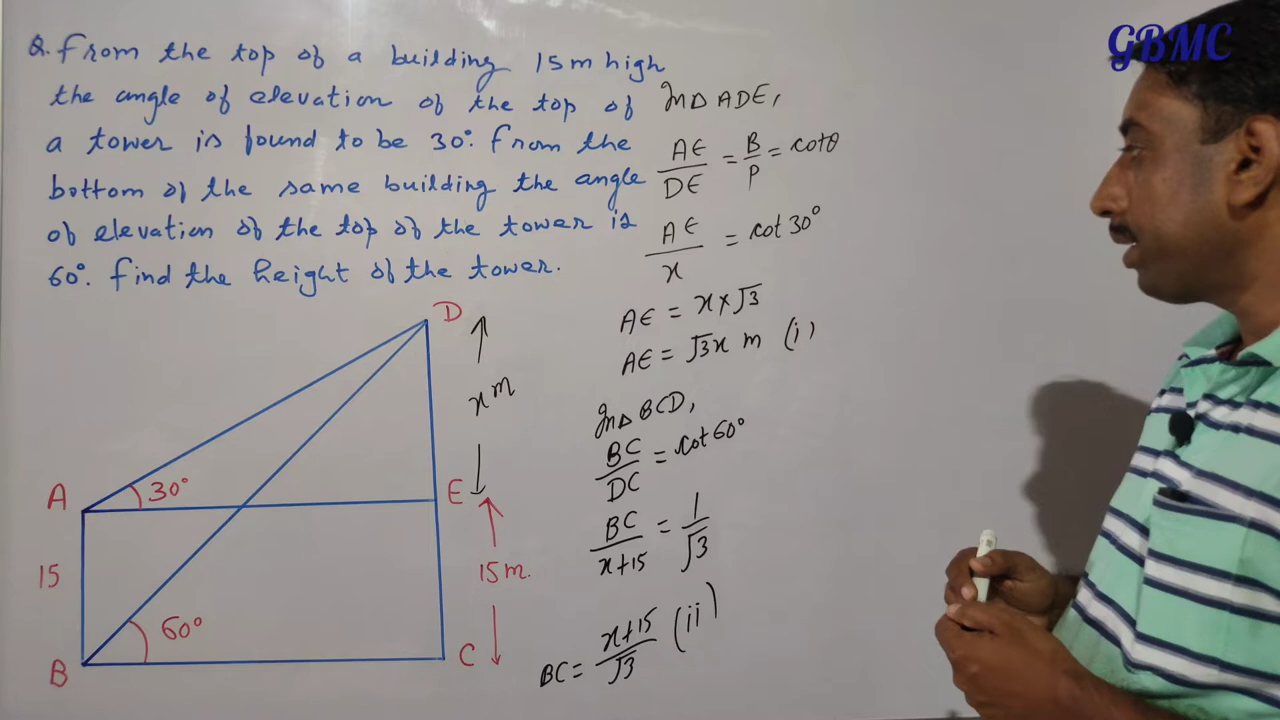 GBMC
Q. From the top of a building 15m high
the angle of elevation of the top of
a tower is found to be 30°. From the
bottom of the same building the angle
of elevation of the top of the tower is
60°. Find the height of the tower.
In △ ADE,
AE/DE = B/P = cotθ
AE/x = cot 30°
AE = x × √3
AE = √3x m (i)
In △ BCD,
BC/DC = cot 60°
BC/x+15 = 1/√3
BC = x+15/√3 (ii)
D
x m
A
30°
E
15
15m.
60°
B
C